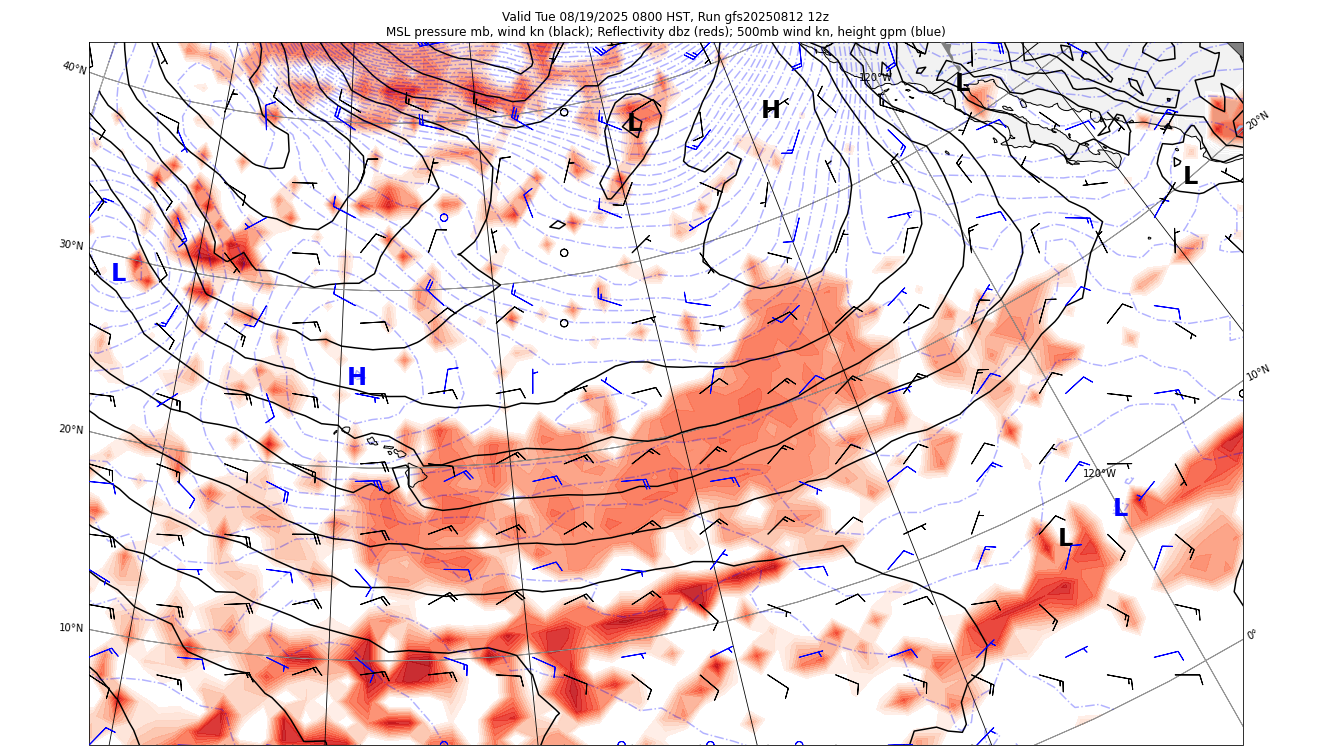 Valid Tue 08/19/2025 0800 HST, Run gfs20250812 12z
MSL pressure mb, wind kn (black); Reflectivity dbz (reds); 500mb wind kn, height gpm (blue)
40°N
120°W
L
H
L
20°N
L
30°N
L
H
10°N
20°N
120°W
L
L
10°N
0°